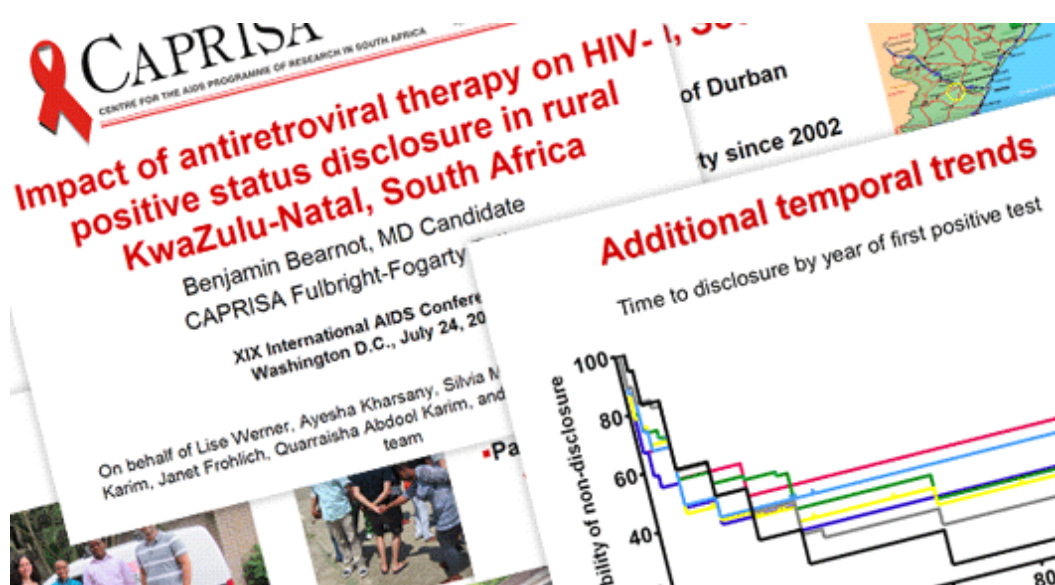 CAPRISA
CENTRE FOR THE AIDS PROGRAMME OF RESEARCH IN SOUTH AFRICA
Impact of antiretroviral therapy on HIV-
positive status disclosure in rural
KwaZulu-Natal, South Africa
Benjamin Bearnot, MD Candidate
CAPRISA Fulbright-Fogarty
XIX International AIDS
Washington D.C., July 24,
On behalf of Lise Werner, Ayesha Kharsany, Silvia
Karim, Janet Frohlich, Quarraisha Abdool Karim, and
team
of Durban
since 2002
Additional temporal trends
Time to disclosure by year of first positive test
of non-disclosure
100
80
60
40
80